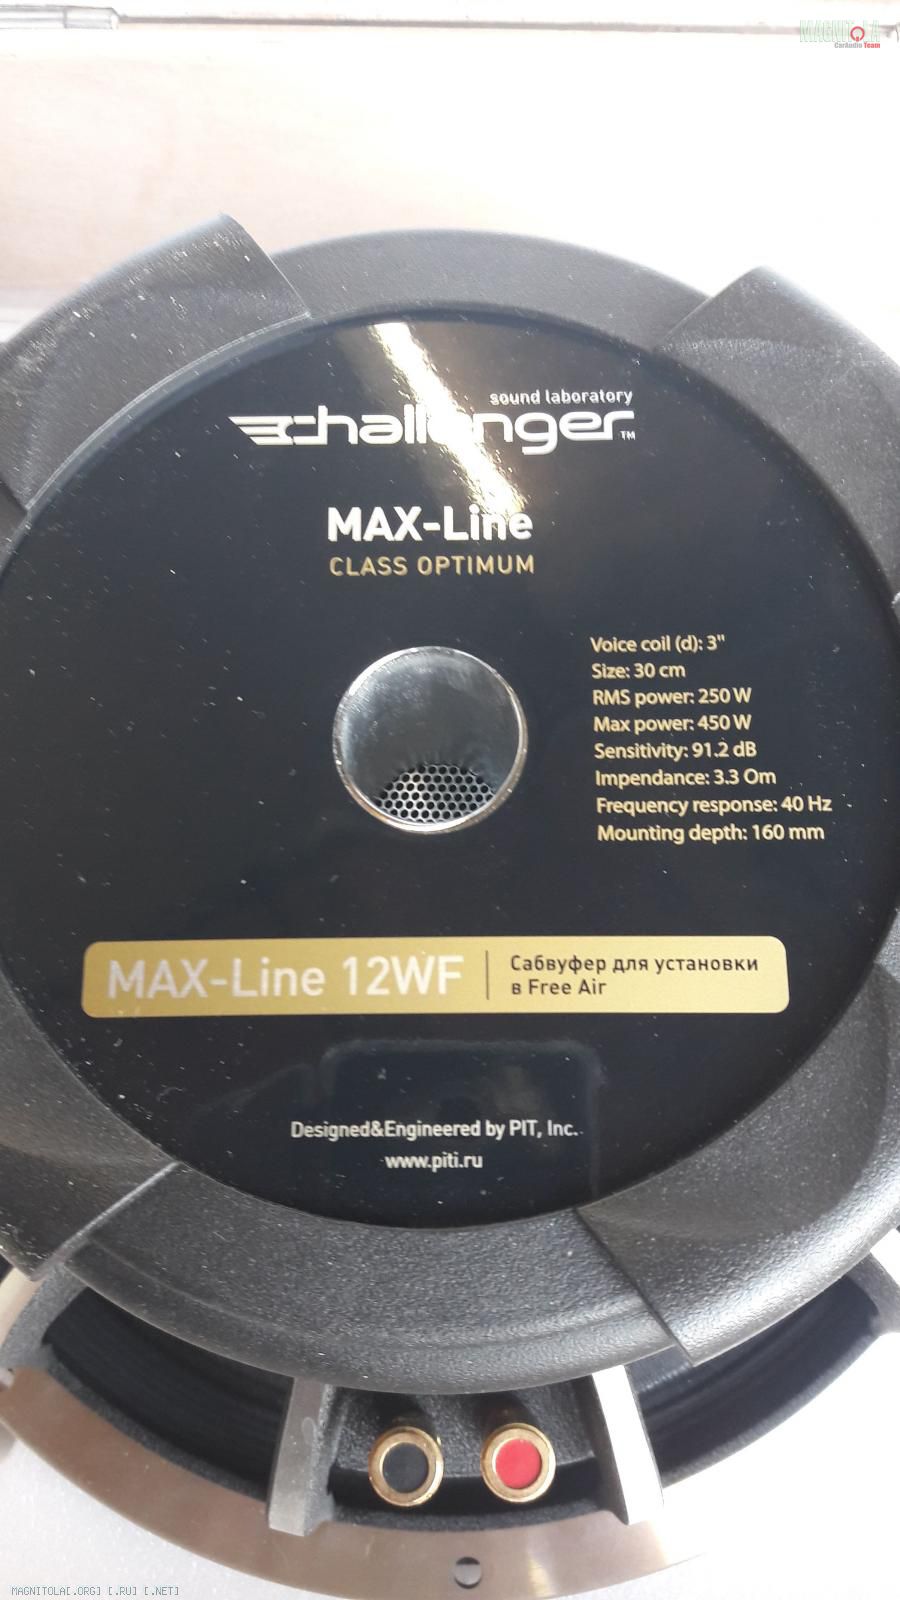 MAGNITOLA
CarAudio Team
sound laboratory
challenger™
MAX-Line
CLASS OPTIMUM
Voice coil (d): 3"
Size: 30 cm
RMS power: 250 W
Max power: 450 W
Sensitivity: 91.2 dB
Impendance: 3.3 Om
Frequency response: 40 Hz
Mounting depth: 160 mm
MAX-Line 12WF
Сабвуфер для установки
в Free Air
Designed&Engineered by PIT, Inc.
www.piti.ru
MAGNITOLA[.ORG] [.RU] [.NET]